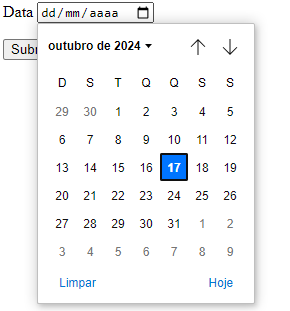 Data dd/mm/aaaa
outubro de 2024
D S T Q Q S S
29 30 1 2 3 4 5
6 7 8 9 10 11 12
13 14 15 16 17 18 19
20 21 22 23 24 25 26
27 28 29 30 31 1 2
3 4 5 6 7 8 9
Limpar Hoje